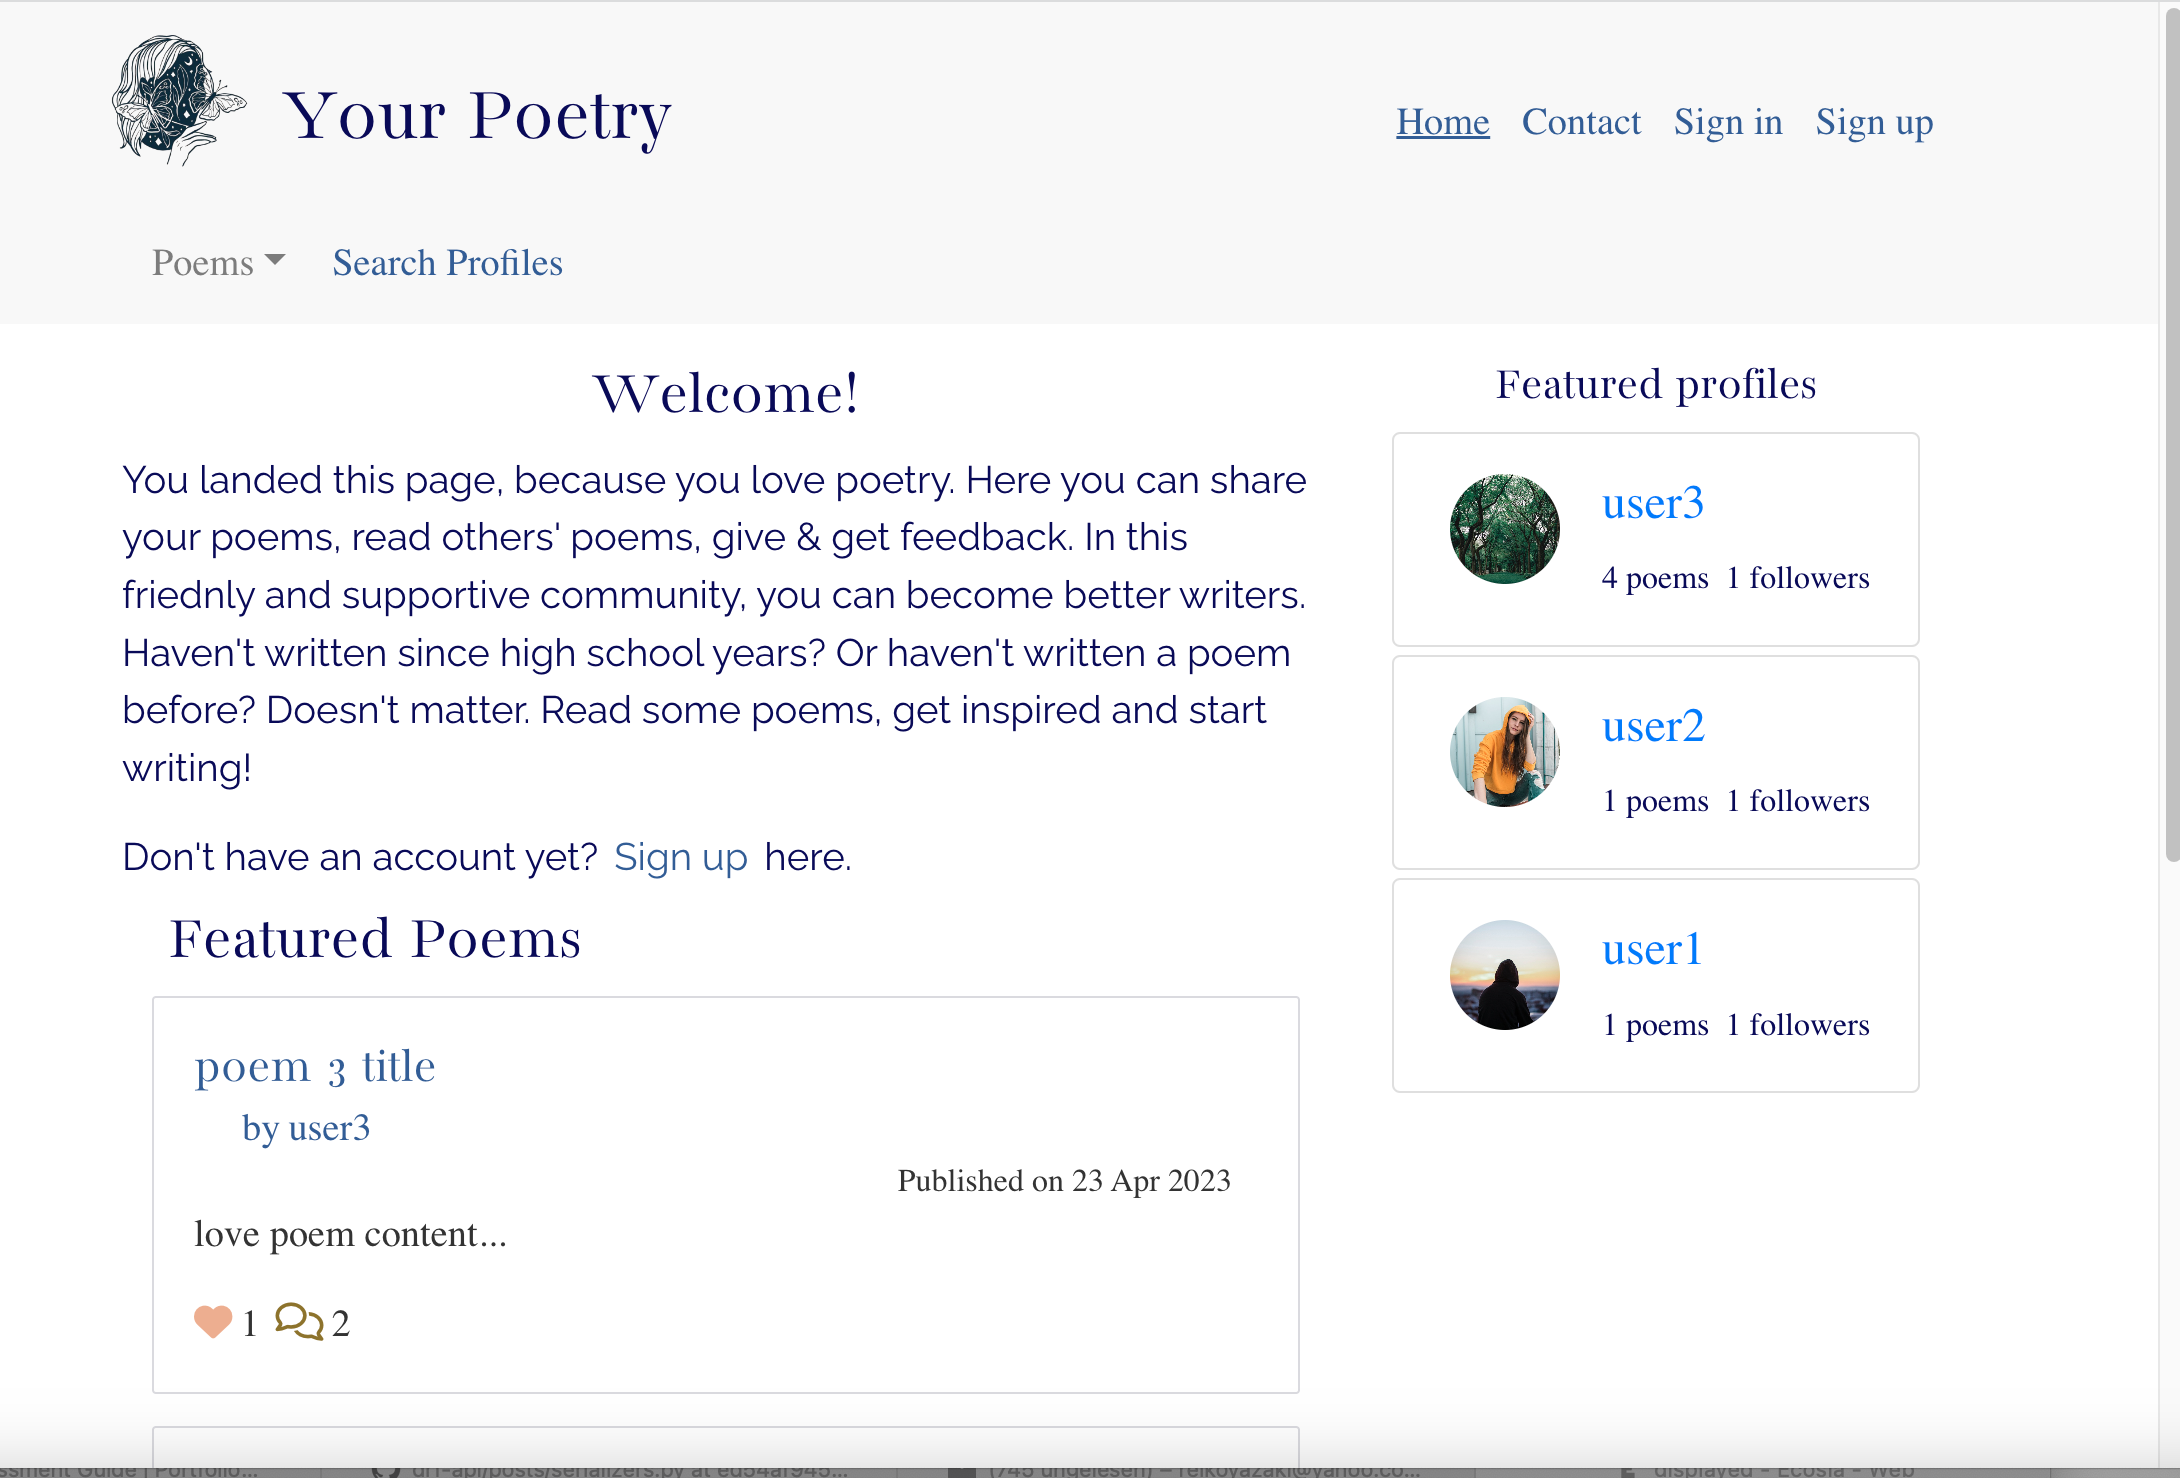 Your Poetry
Home Contact Sign in Sign up
Poems Search Profiles
Welcome!
You landed this page, because you love poetry. Here you can share
your poems, read others' poems, give & get feedback. In this
friednly and supportive community, you can become better writers.
Haven't written since high school years? Or haven't written a poem
before? Doesn't matter. Read some poems, get inspired and start
writing!
Don't have an account yet? Sign up here.
Featured Poems
poem 3 title
by user3
Published on 23 Apr 2023
love poem content...
1 2
Featured profiles
user3
4 poems 1 followers
user2
1 poems 1 followers
user1
1 poems 1 followers